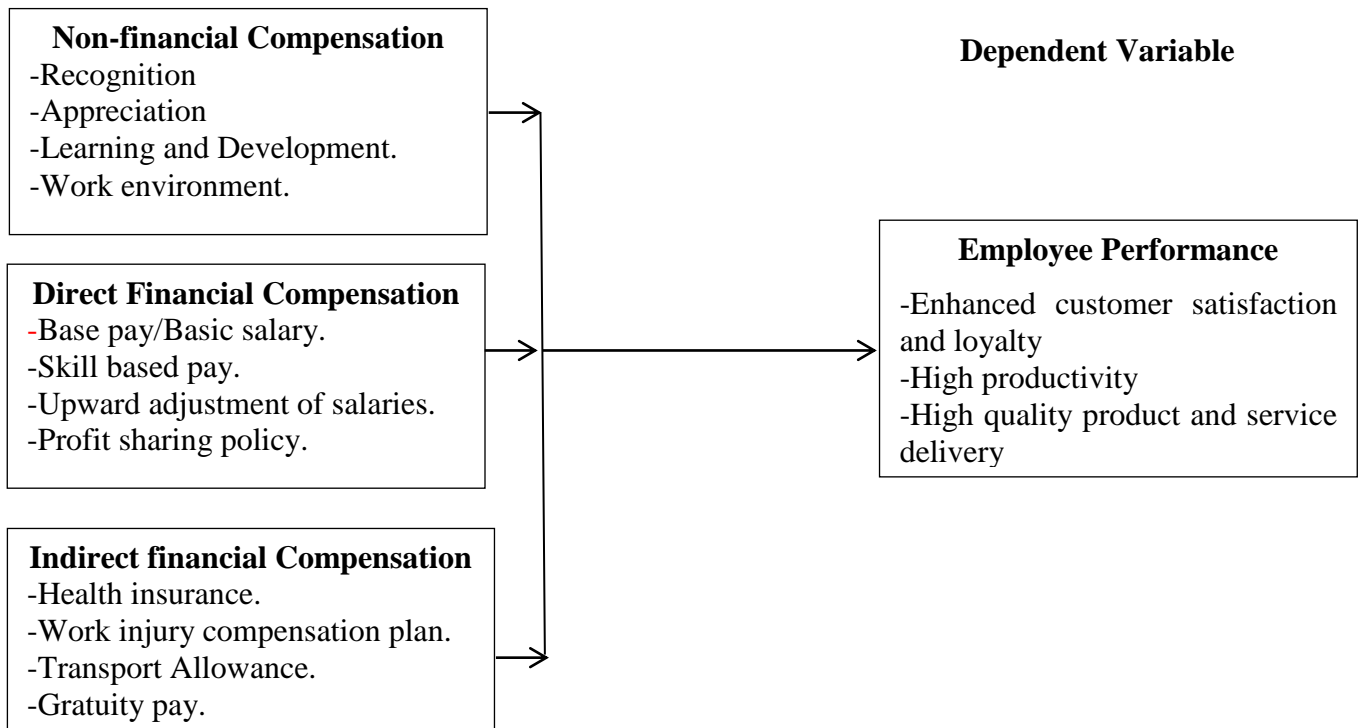 Non-financial Compensation
-Recognition
-Appreciation
-Learning and Development.
-Work environment.
Dependent Variable
Direct Financial Compensation
-Base pay/Basic salary.
-Skill based pay.
-Upward adjustment of salaries.
-Profit sharing policy.
Employee Performance
-Enhanced customer satisfaction
and loyalty
-High productivity
-High quality product and service
delivery
Indirect financial Compensation
-Health insurance.
-Work injury compensation plan.
-Transport Allowance.
-Gratuity pay.